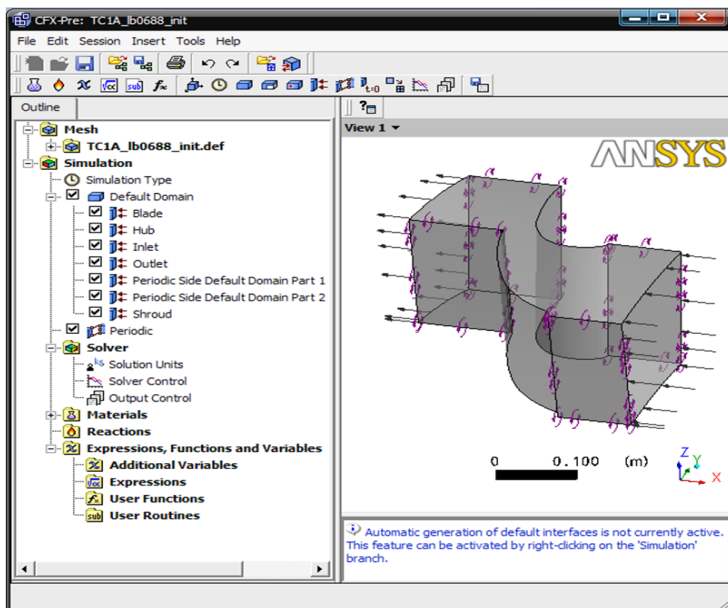 CFX-Pre: TC1A_lb0688_init
File Edit Session Insert Tools Help
Outline
Mesh
TC1A_lb0688_init.def
Simulation
Simulation Type
Default Domain
Blade
Hub
Inlet
Outlet
Periodic Side Default Domain Part 1
Periodic Side Default Domain Part 2
Shroud
Periodic
Solver
Solution Units
Solver Control
Output Control
Materials
Reactions
Expressions, Functions and Variables
Additional Variables
Expressions
User Functions
User Routines
View 1
ANSYS
0 0.100 (m)
Z
Y
X
Automatic generation of default interfaces is not currently active.
This feature can be activated by right-clicking on the 'Simulation'
branch.